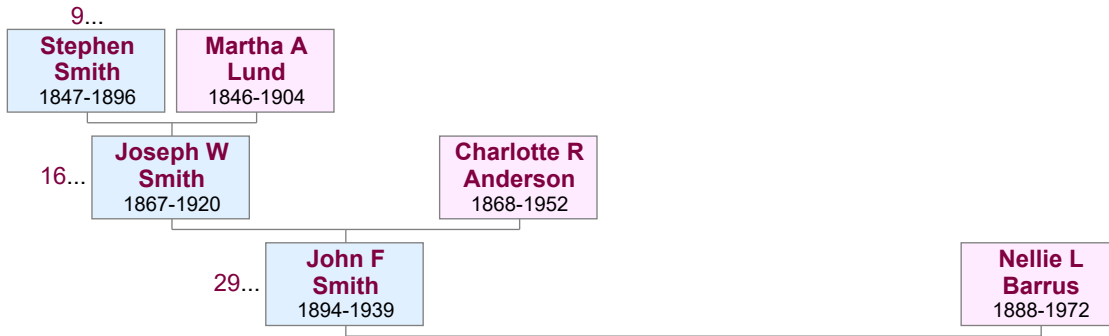 9...
Stephen
Smith
1847-1896
Martha A
Lund
1846-1904
16...
Joseph W
Smith
1867-1920
Charlotte R
Anderson
1868-1952
29...
John F
Smith
1894-1939
Nellie L
Barrus
1888-1972